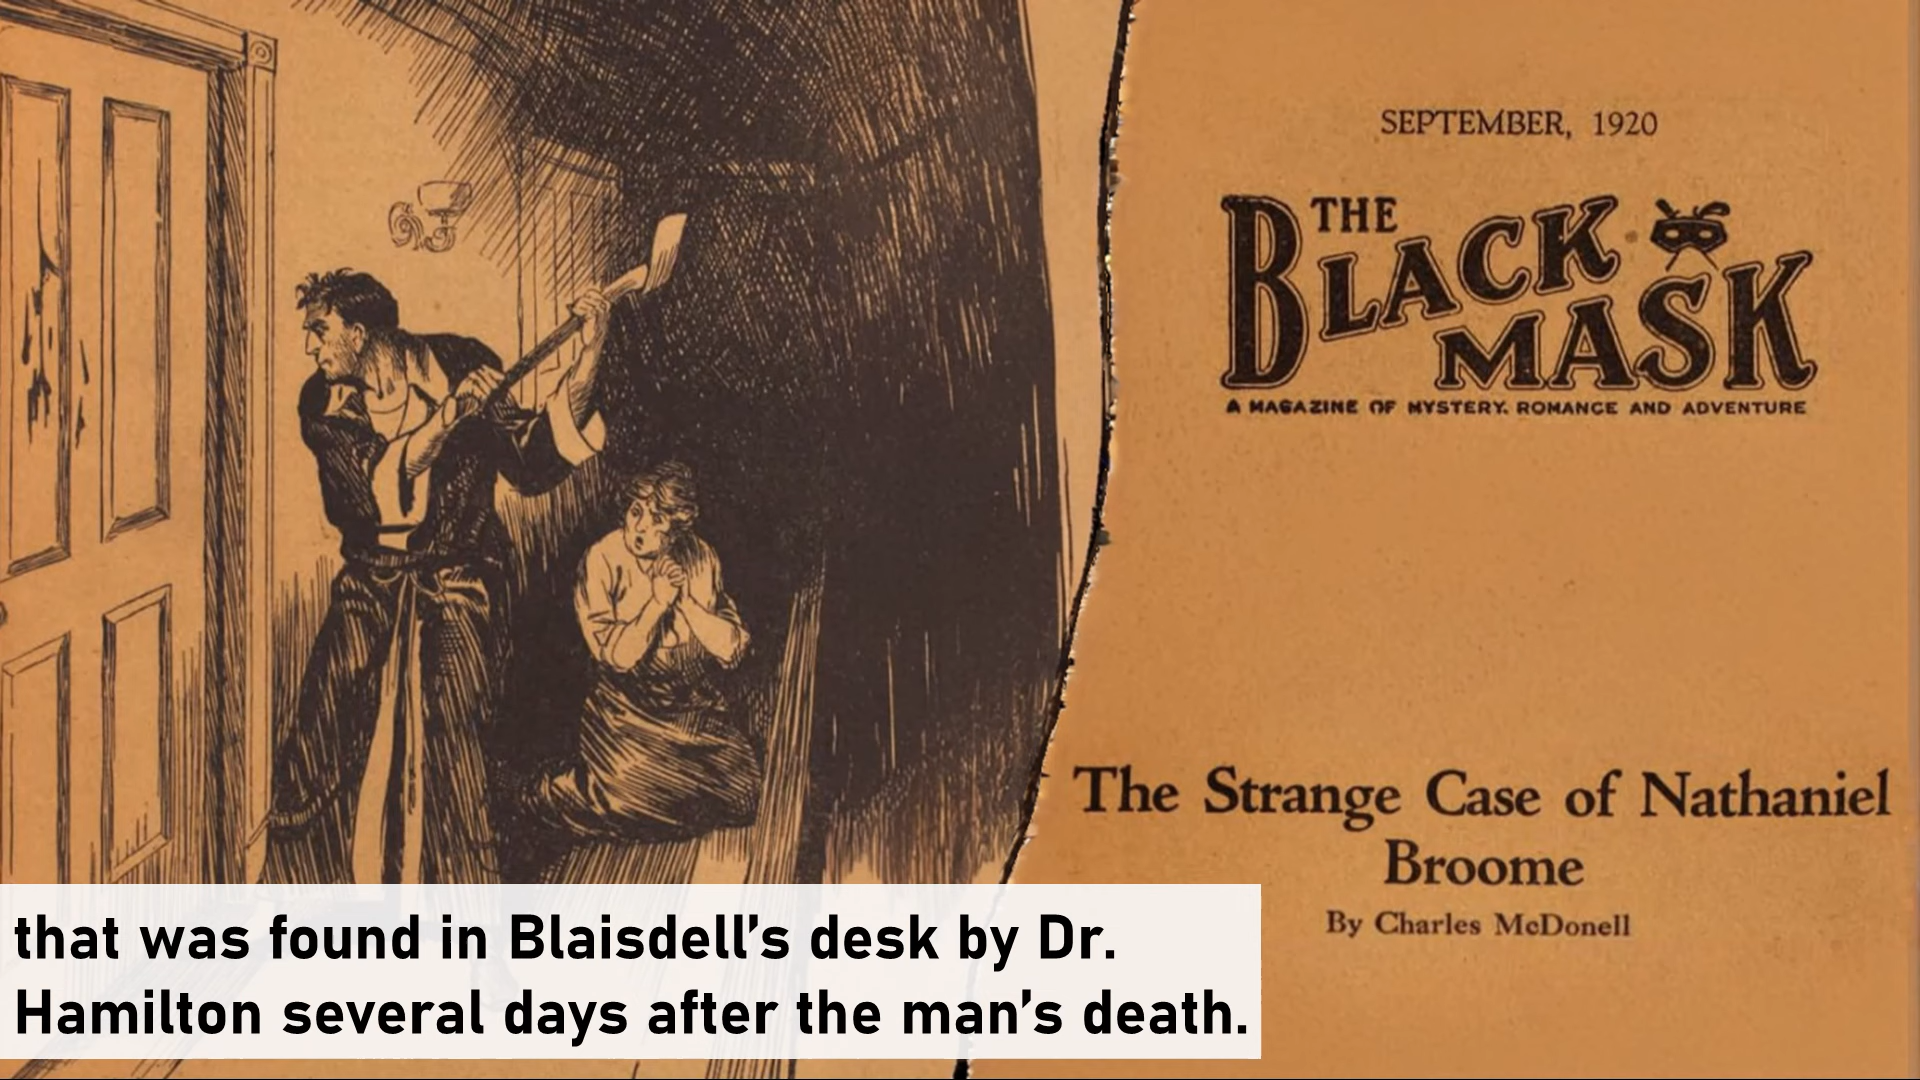 SEPTEMBER, 1920
THE
BLACK
MASK
A MAGAZINE OF MYSTERY, ROMANCE AND ADVENTURE
The Strange Case of Nathaniel
Broome
By Charles McDonell
that was found in Blaisdell’s desk by Dr.
Hamilton several days after the man’s death.